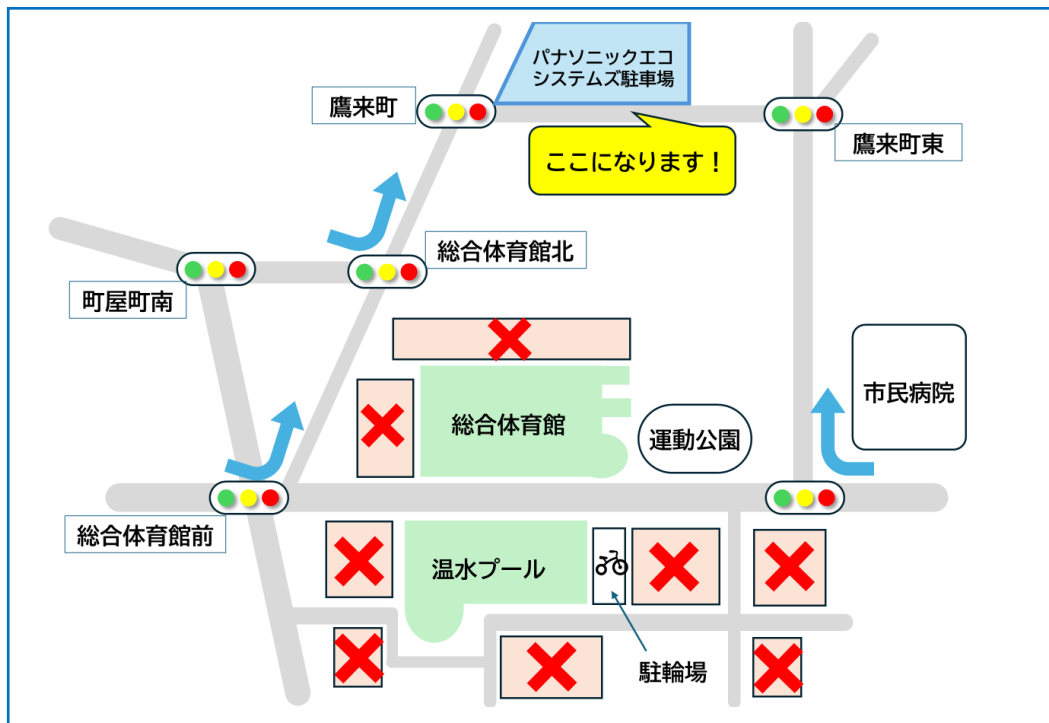 パナソニックエコ
システムズ駐車場
鷹来町
鷹来町東
ここになります！
総合体育館北
町屋町南
市民病院
総合体育館
運動公園
総合体育館前
温水プール
駐輪場